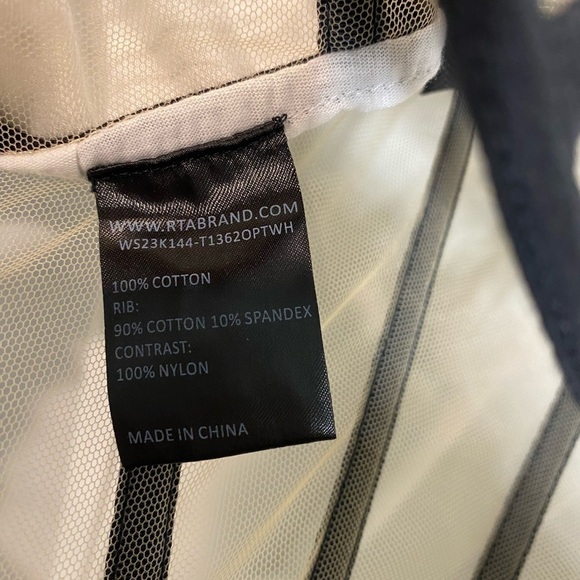 WWW.RTABRAND.COM
WS23K144-T1362OPTWH
100% COTTON
RIB:
90% COTTON 10% SPANDEX
CONTRAST:
100% NYLON
MADE IN CHINA